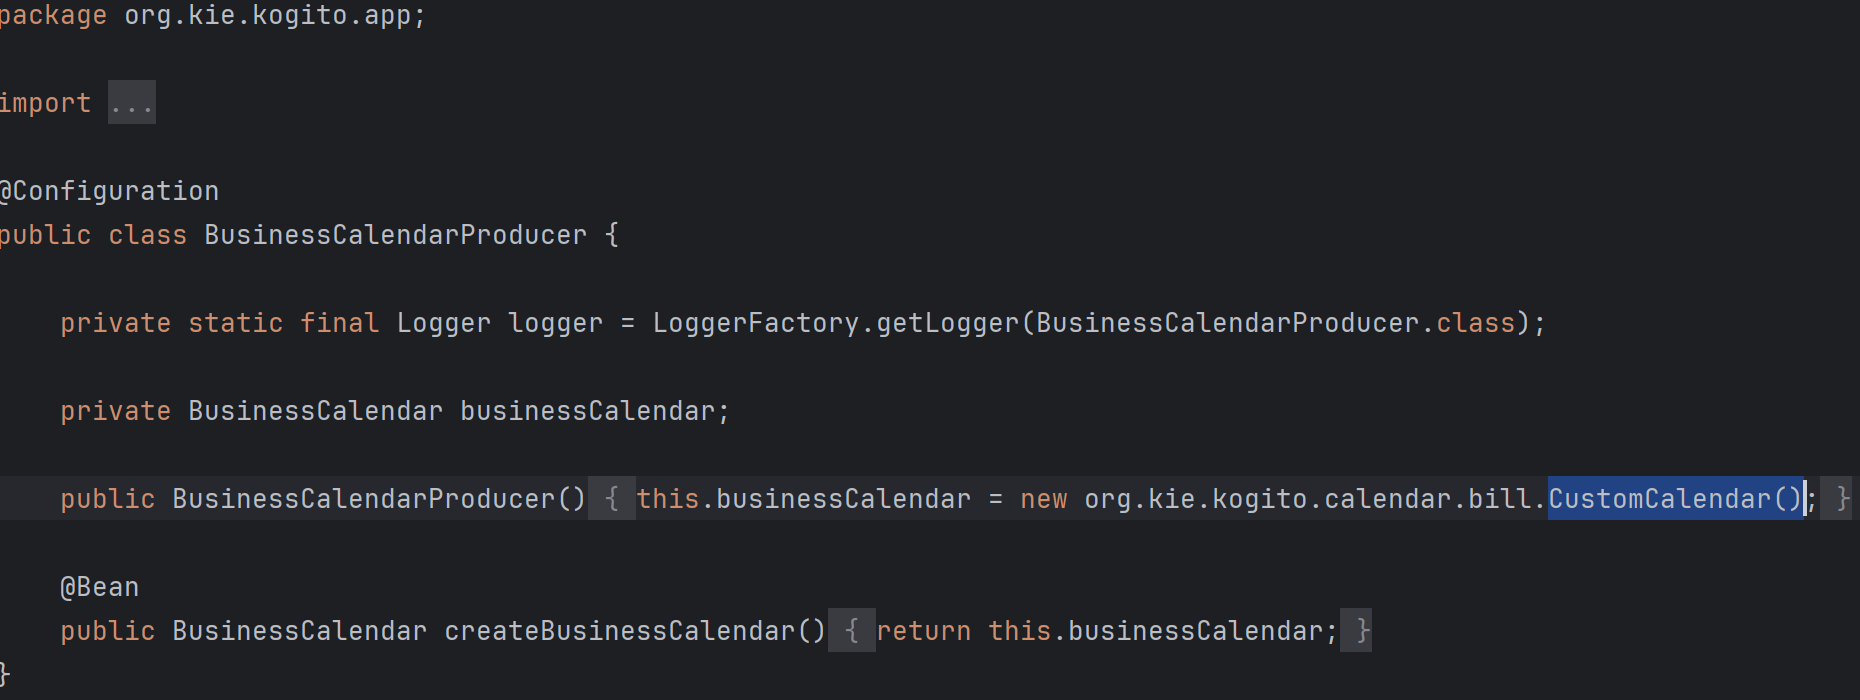 package org.kie.kogito.app;
import ...
@Configuration
public class BusinessCalendarProducer {
private static final Logger logger = LoggerFactory.getLogger(BusinessCalendarProducer.class);
private BusinessCalendar businessCalendar;
public BusinessCalendarProducer() { this.businessCalendar = new org.kie.kogito.calendar.bill.CustomCalendar(); }
@Bean
public BusinessCalendar createBusinessCalendar() { return this.businessCalendar; }
}